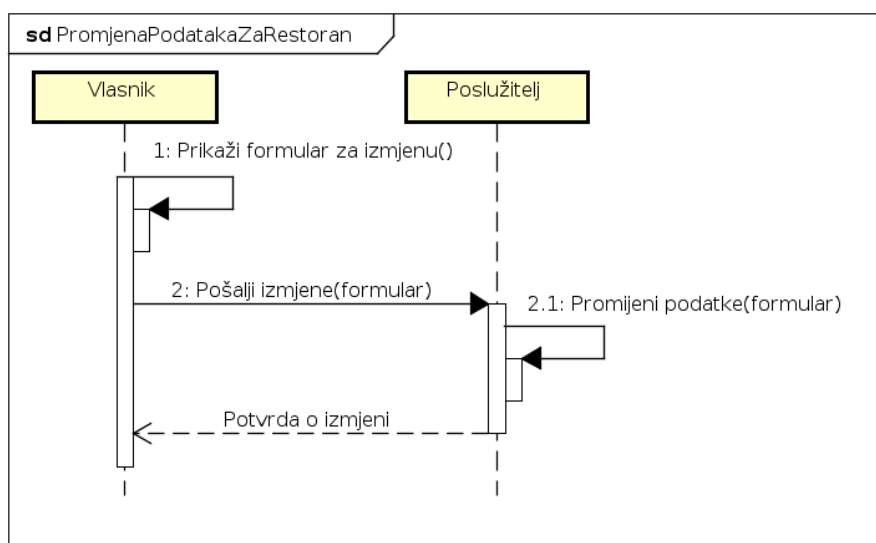 sd PromjenaPodatakaZaRestoran
Vlasnik
Poslužitelj
1: Prikaži formular za izmjenu()
2: Pošalji izmjene(formular)
2.1: Promijeni podatke(formular)
Potvrda o izmjeni